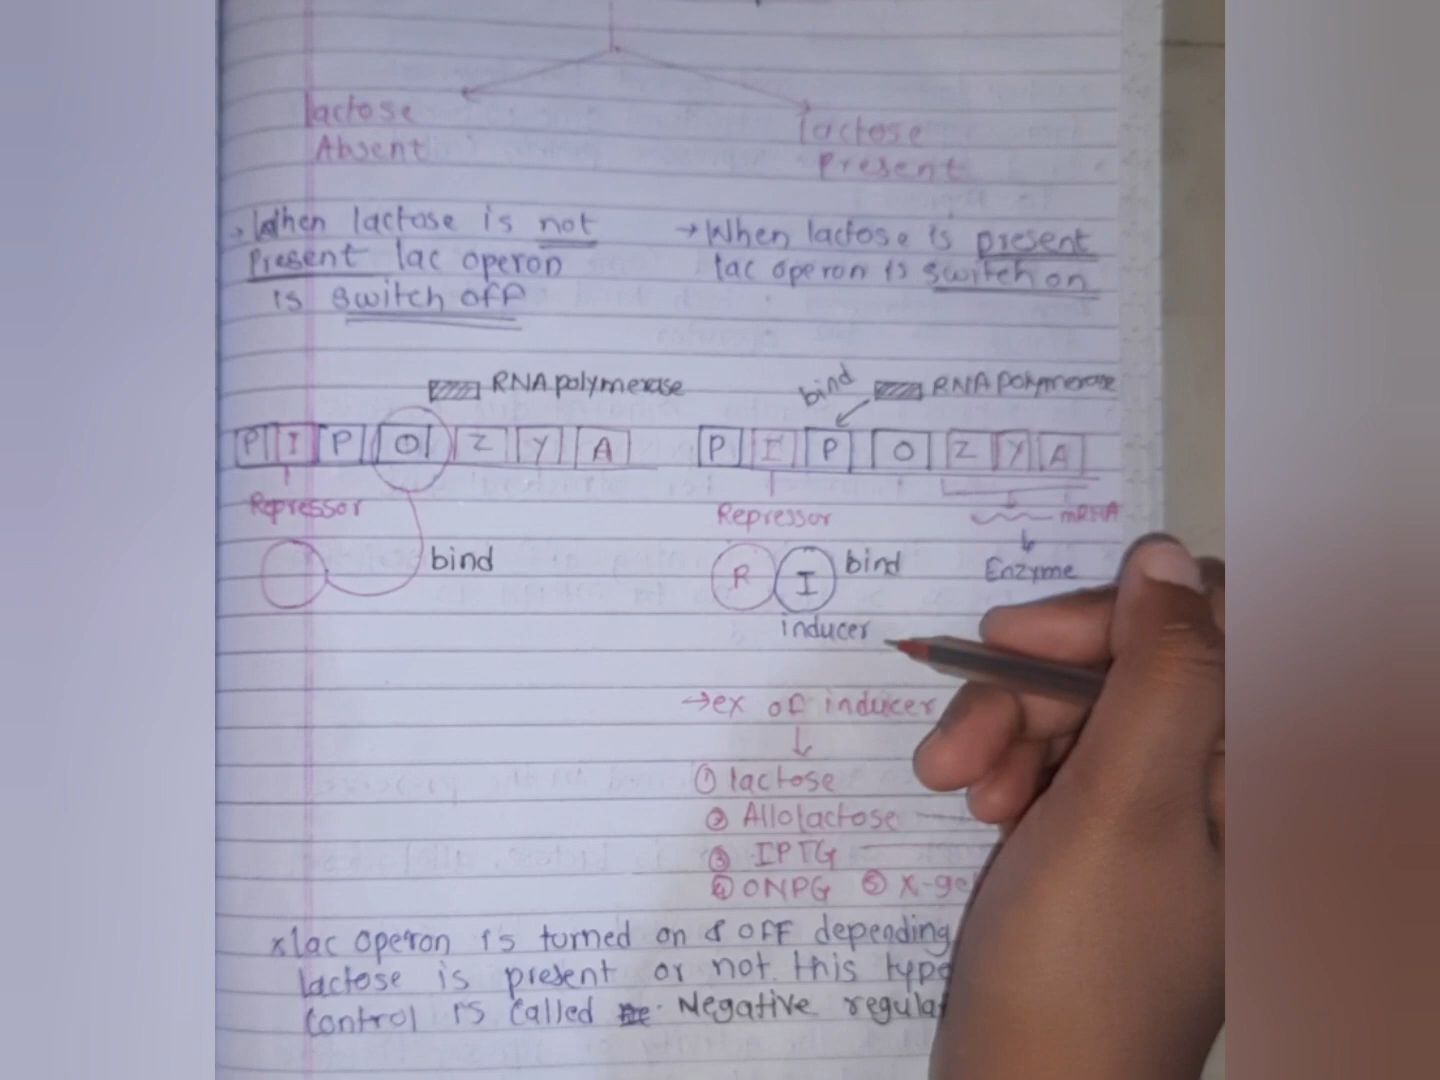 lactose
Absent
lactose
Present
→ When lactose is not
Present lac operon
is switch off
→ When lactose is present
lac operon is switch on
RNA polymerase
P I P O Z Y A
Repressor
bind
bind
RNA polymerase
P I P O Z Y A
Repressor
mRNA
Enzyme
R I bind
inducer
→ ex of inducer
↓
① lactose
② Allolactose
③ IPTG
④ ONPG ⑤ X-
* lac operon is turned on & OFF depending
lactose is present or not this type
control is called Negative